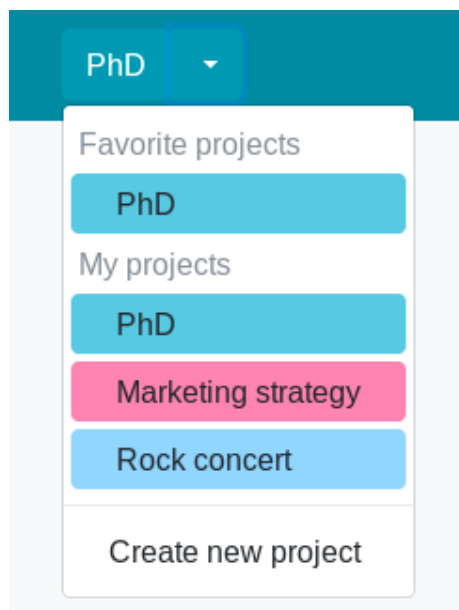 PhD
Favorite projects
PhD
My projects
PhD
Marketing strategy
Rock concert
Create new project